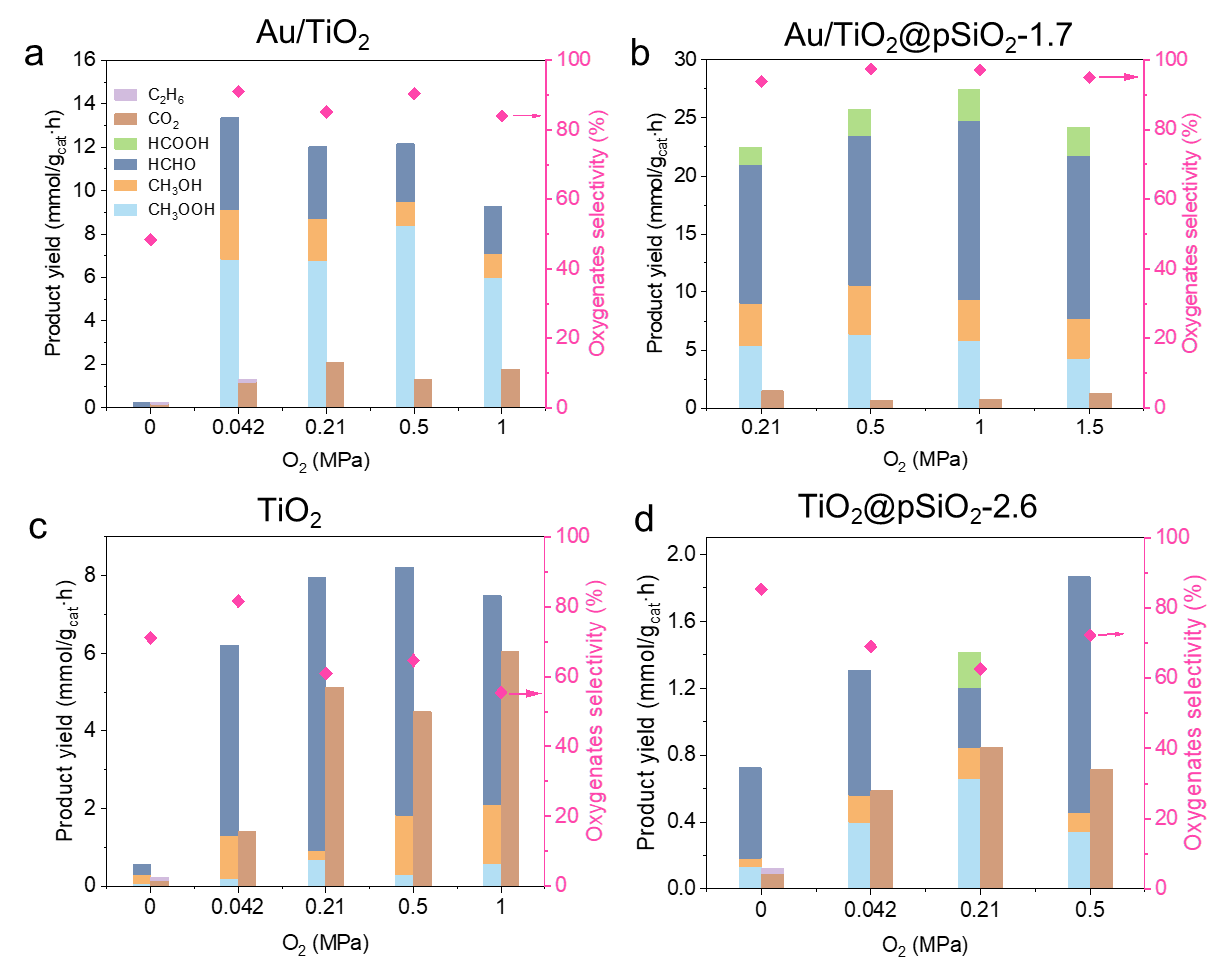 a
Au/TiO₂
16
14
12
10
8
6
4
2
0
Product yield (mmol/g_cat·h)
C₂H₆
CO₂
HCOOH
HCHO
CH₃OH
CH₃OOH
100
80
60
40
20
0
Oxygenates selectivity (%)
0 0.042 0.21 0.5 1
O₂ (MPa)
b
Au/TiO₂@pSiO₂-1.7
30
25
20
15
10
5
0
Product yield (mmol/g_cat·h)
100
80
60
40
20
0
Oxygenates selectivity (%)
0.21 0.5 1 1.5
O₂ (MPa)
c
TiO₂
8
6
4
2
0
Product yield (mmol/g_cat·h)
100
80
60
40
20
0
Oxygenates selectivity (%)
0 0.042 0.21 0.5 1
O₂ (MPa)
d
TiO₂@pSiO₂-2.6
2.0
1.6
1.2
0.8
0.4
0.0
Product yield (mmol/g_cat·h)
100
80
60
40
20
0
Oxygenates selectivity (%)
0 0.042 0.21 0.5
O₂ (MPa)